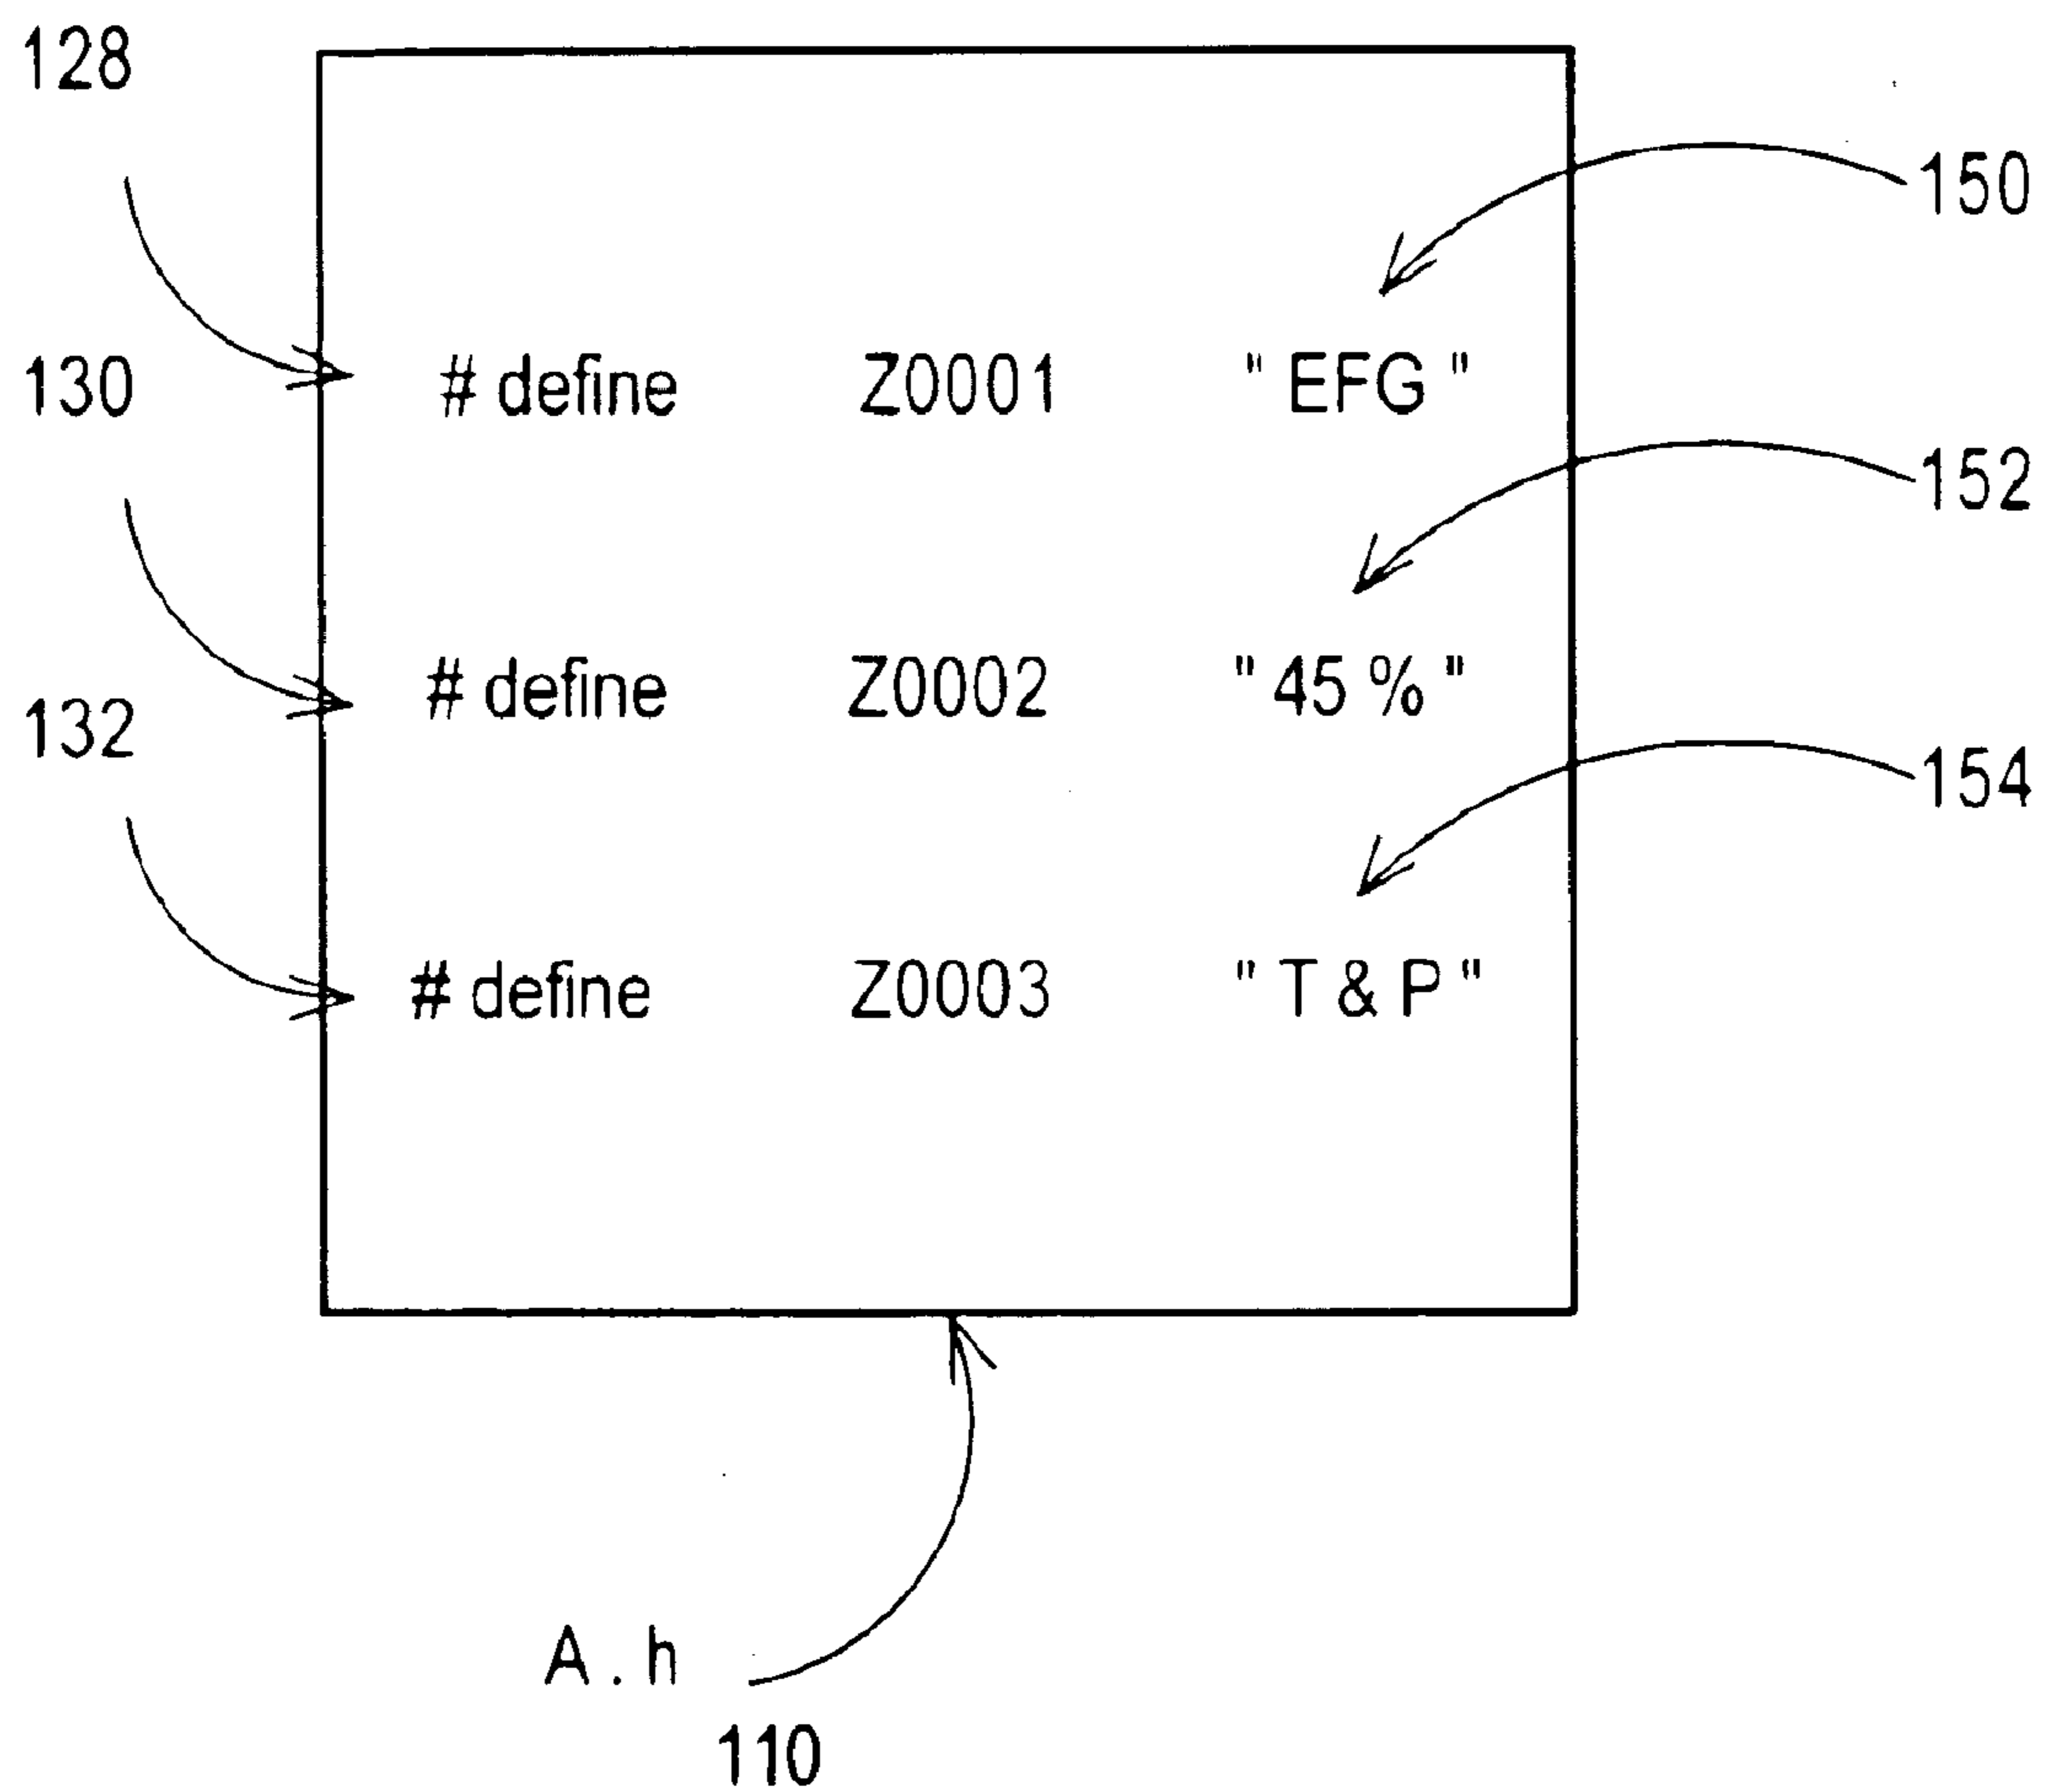 128
150
130
# define Z0001 "EFG"
152
132
# define Z0002 "45%"
154
# define Z0003 "T & P"
A.h
110